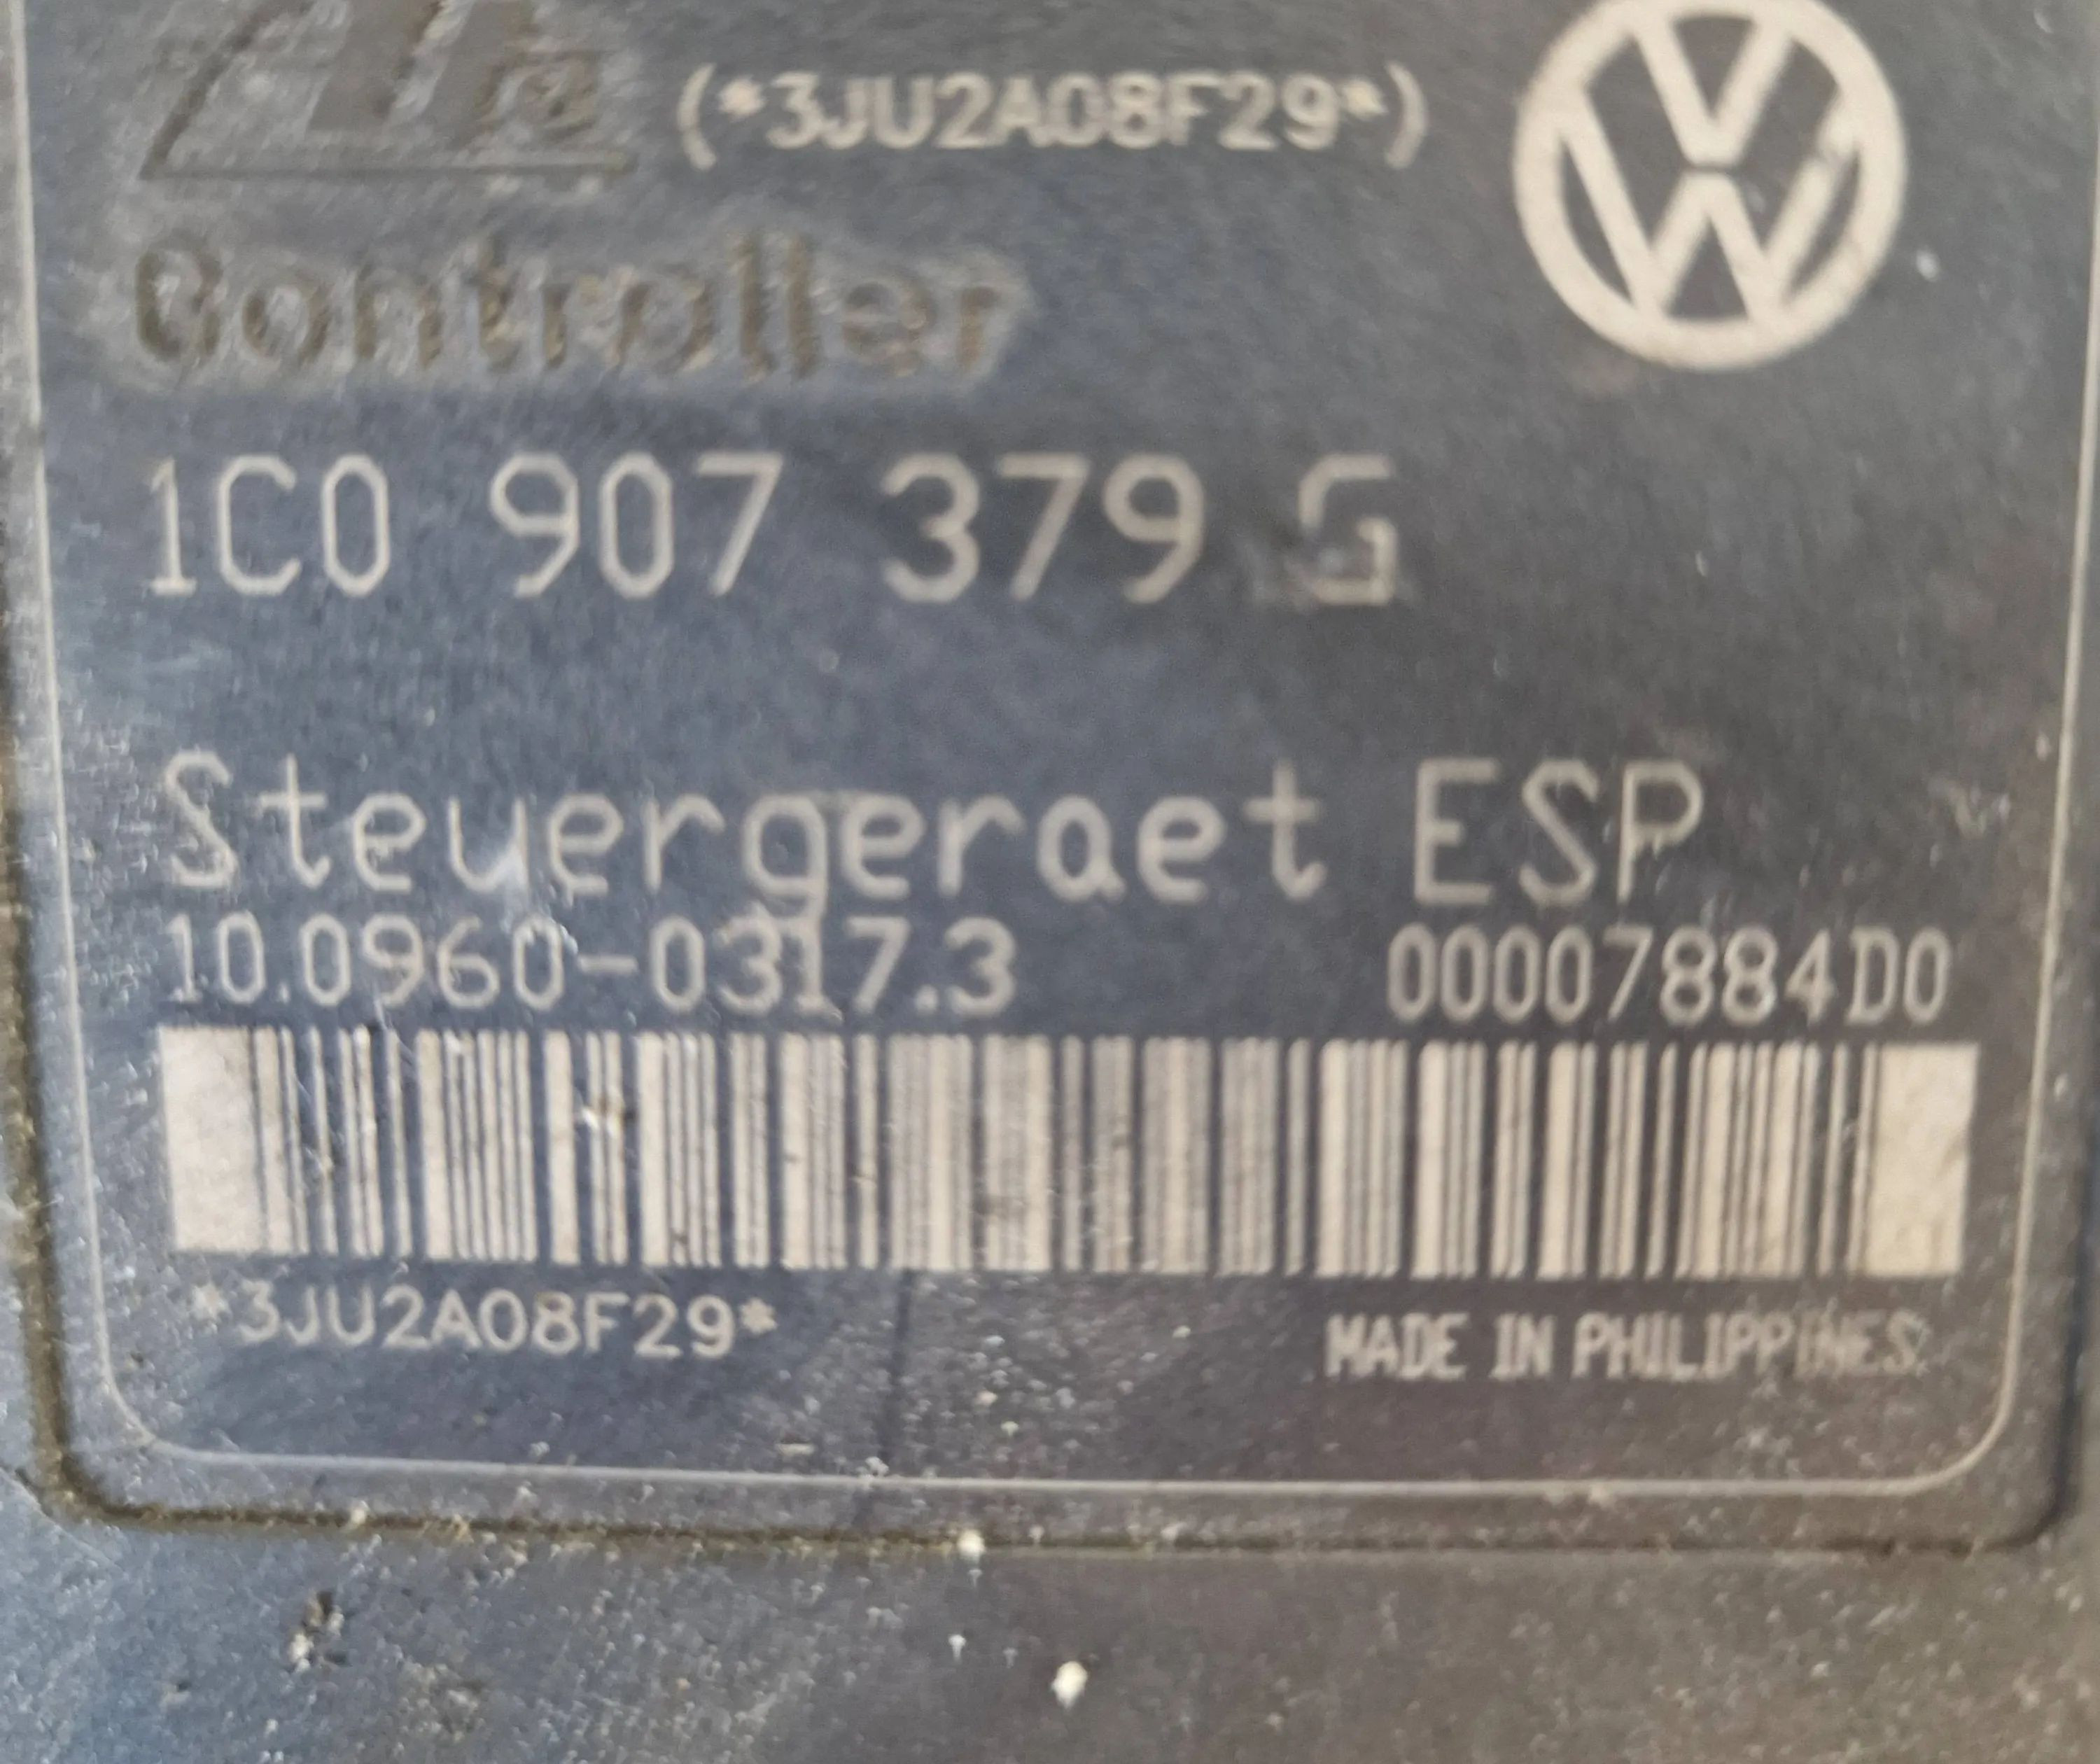 (*3JU2A08F29*)
Controller
1C0 907 379 G
Steuergeraet ESP
10.0960-0317.3 00007884D0
*3JU2A08F29* MADE IN PHILIPPINES